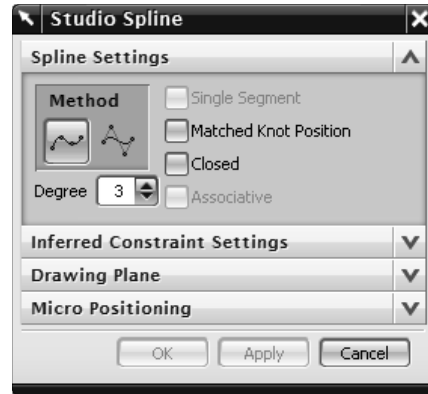 Studio Spline
Spline Settings
Method
Single Segment
Matched Knot Position
Closed
Degree 3
Associative
Inferred Constraint Settings
Drawing Plane
Micro Positioning
OK Apply Cancel